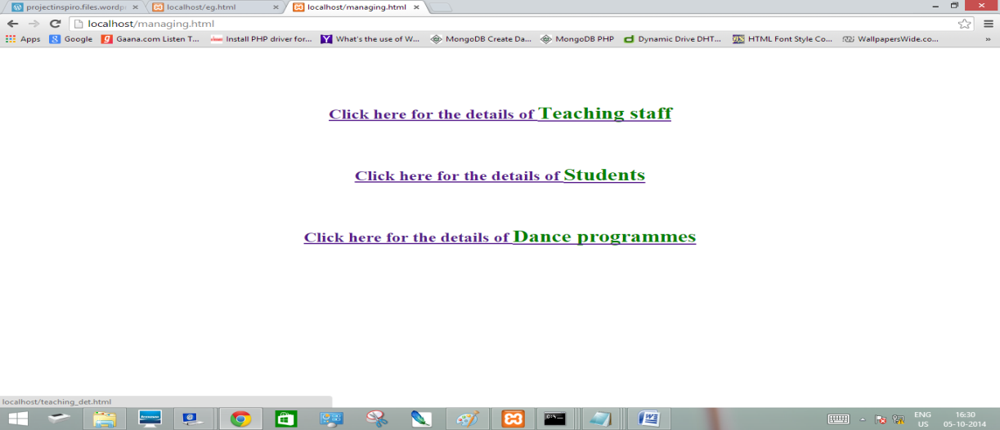 projectinspiro.files.wordp
localhost/eg.html
localhost/managing.html
localhost/managing.html
Apps Google Gaana.com Listen T... Install PHP driver for... What's the use of W... MongoDB Create Da... MongoDB PHP Dynamic Drive DHT... HTML Font Style Co... WallpapersWide.co... »
Click here for the details of Teaching staff
Click here for the details of Students
Click here for the details of Dance programmes
localhost/teaching_det.html
ENG 16:30
US 05-10-2014